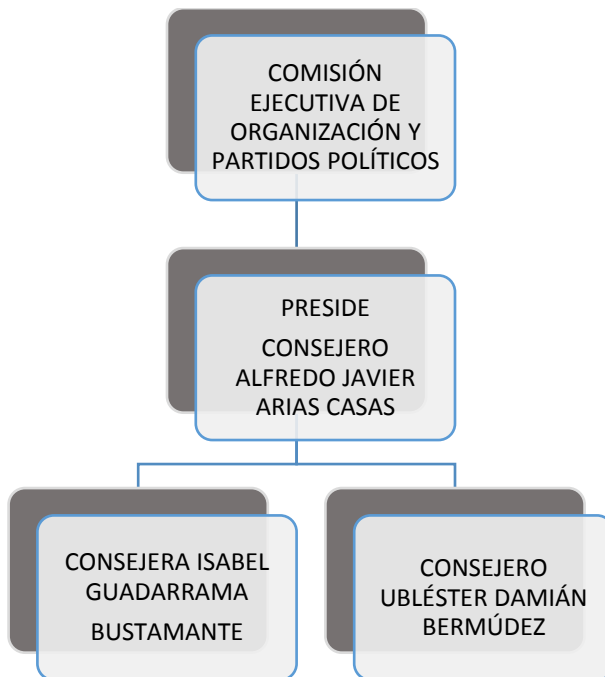 COMISIÓN
EJECUTIVA DE
ORGANIZACIÓN Y
PARTIDOS POLÍTICOS
PRESIDE
CONSEJERO
ALFREDO JAVIER
ARIAS CASAS
CONSEJERA ISABEL
GUADARRAMA
BUSTAMANTE
CONSEJERO
UBLÉSTER DAMIÁN
BERMÚDEZ